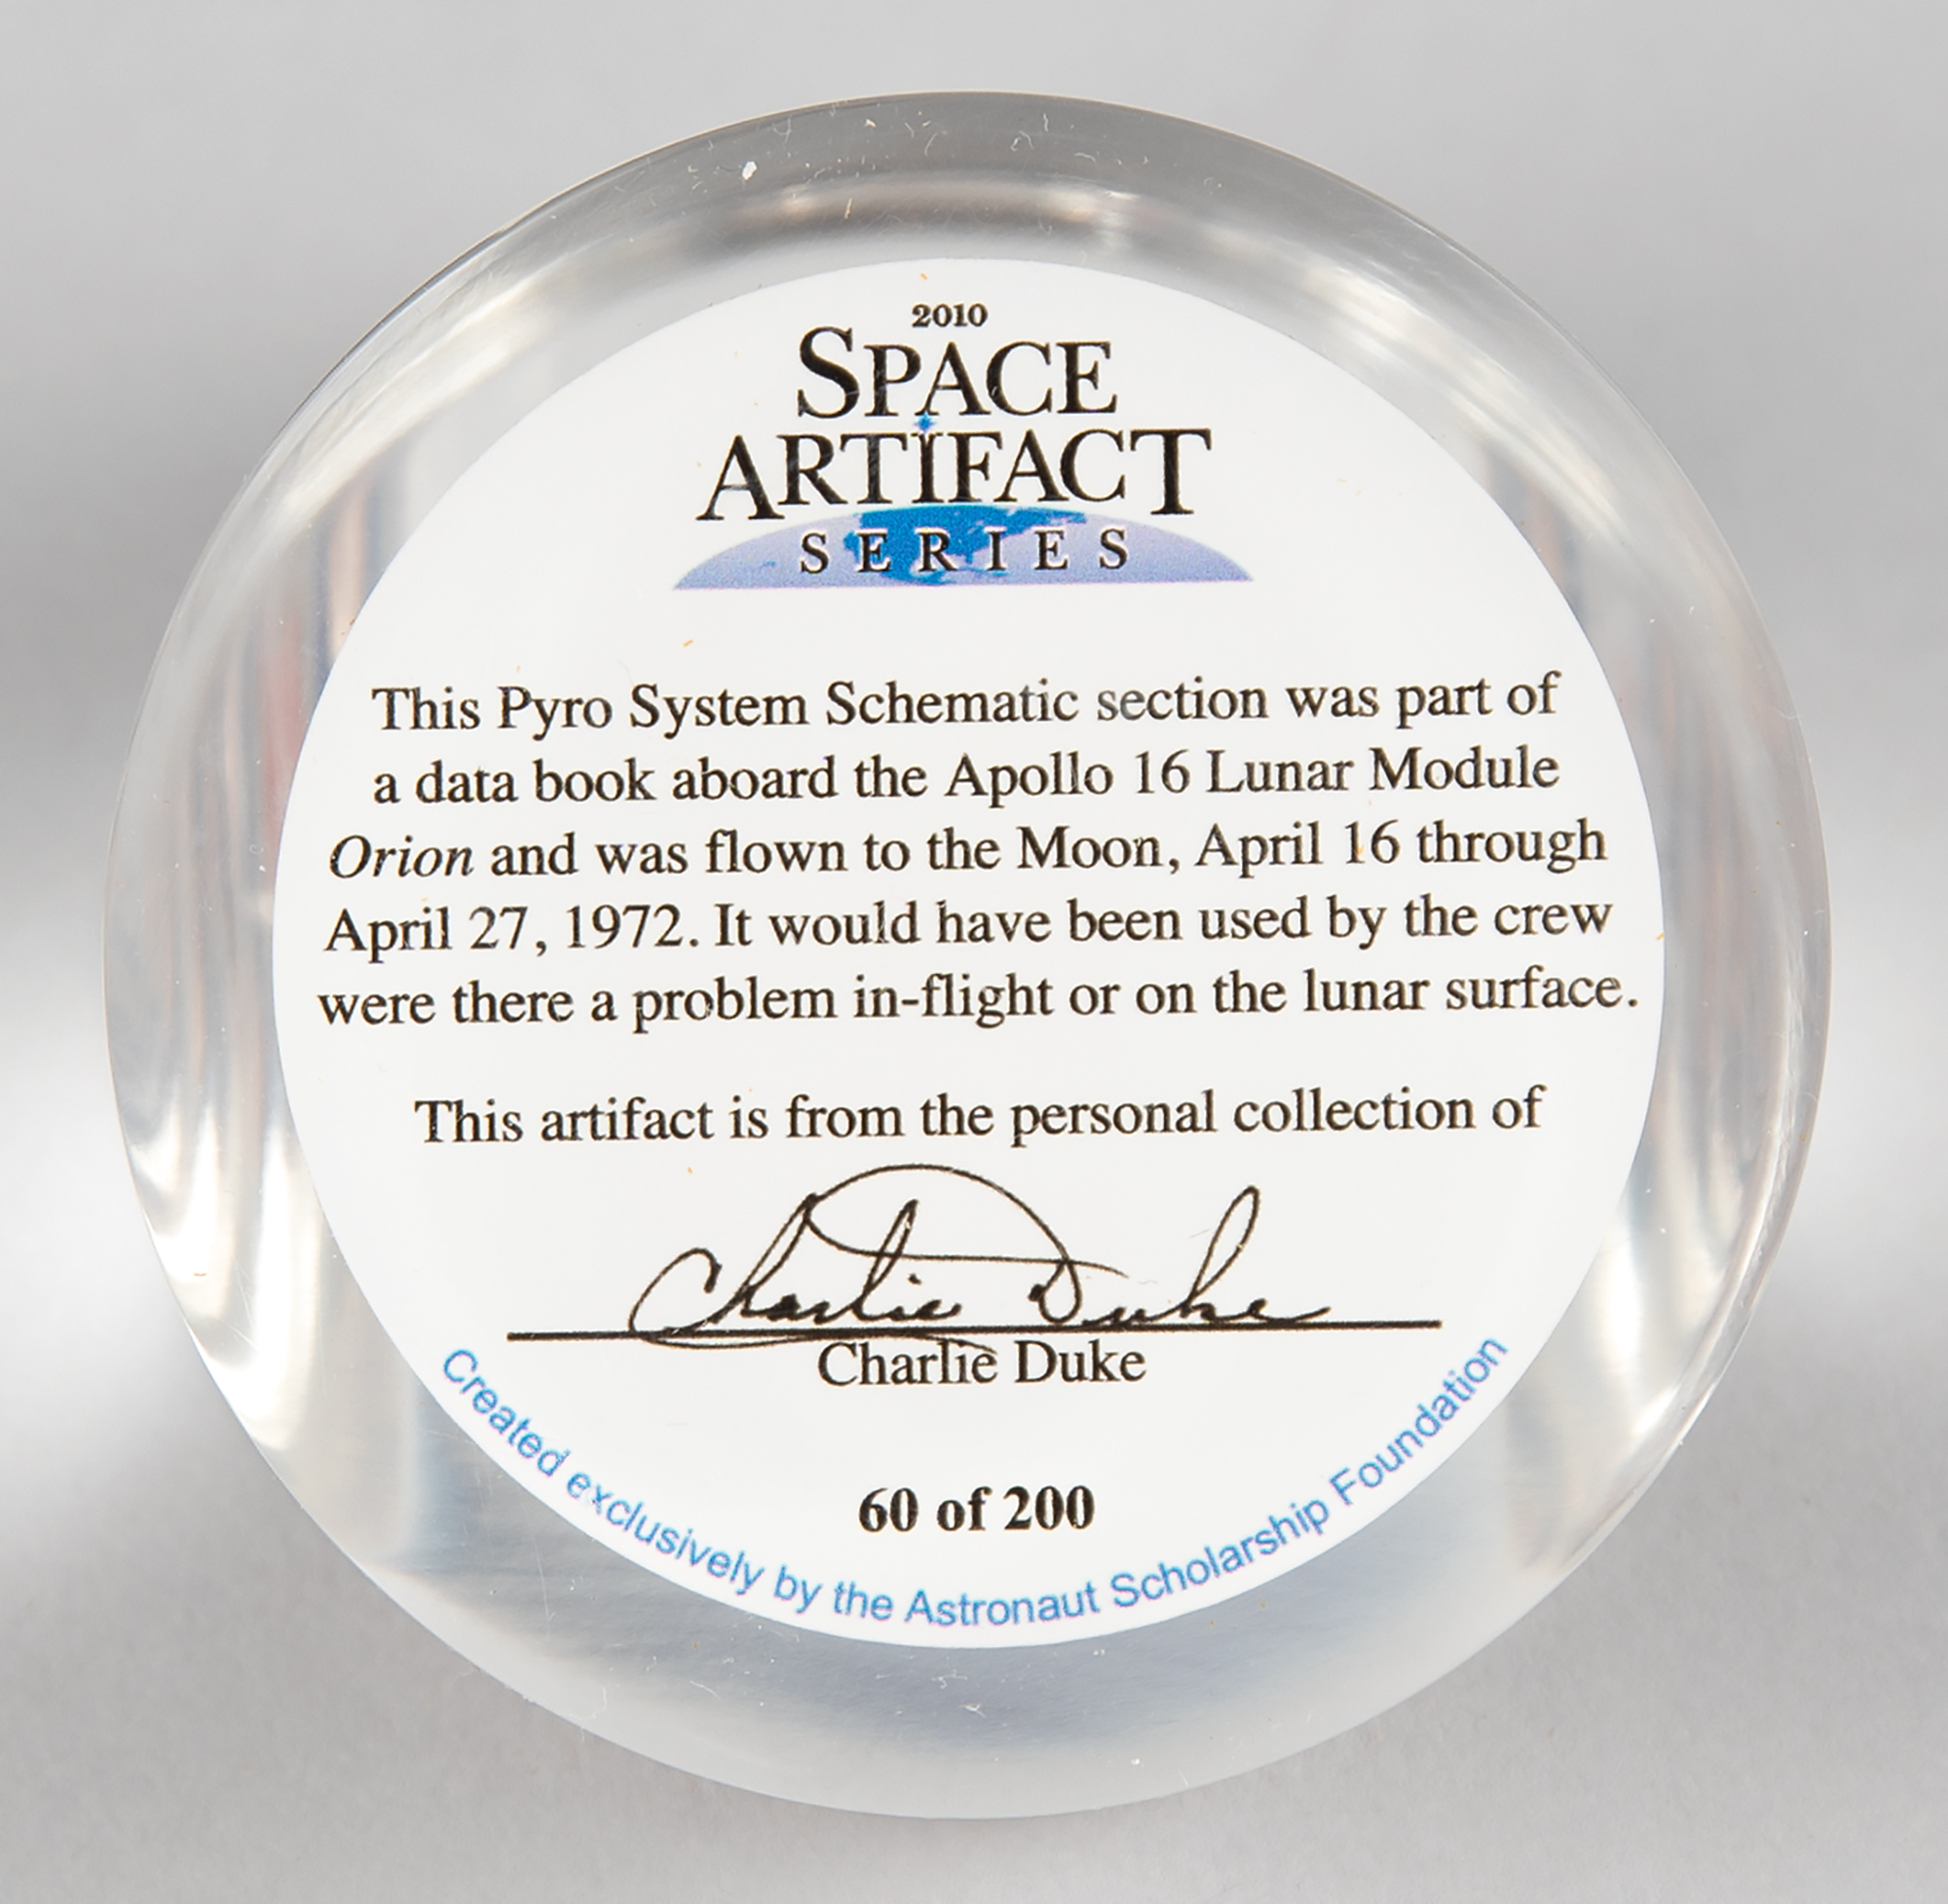 2010
SPACE
ARTIFACT
SERIES
This Pyro System Schematic section was part of
a data book aboard the Apollo 16 Lunar Module
Orion and was flown to the Moon, April 16 through
April 27, 1972. It would have been used by the crew
were there a problem in-flight or on the lunar surface.
This artifact is from the personal collection of
Charlie Duke
Charlie Duke
60 of 200
Created exclusively by the Astronaut Scholarship Foundation